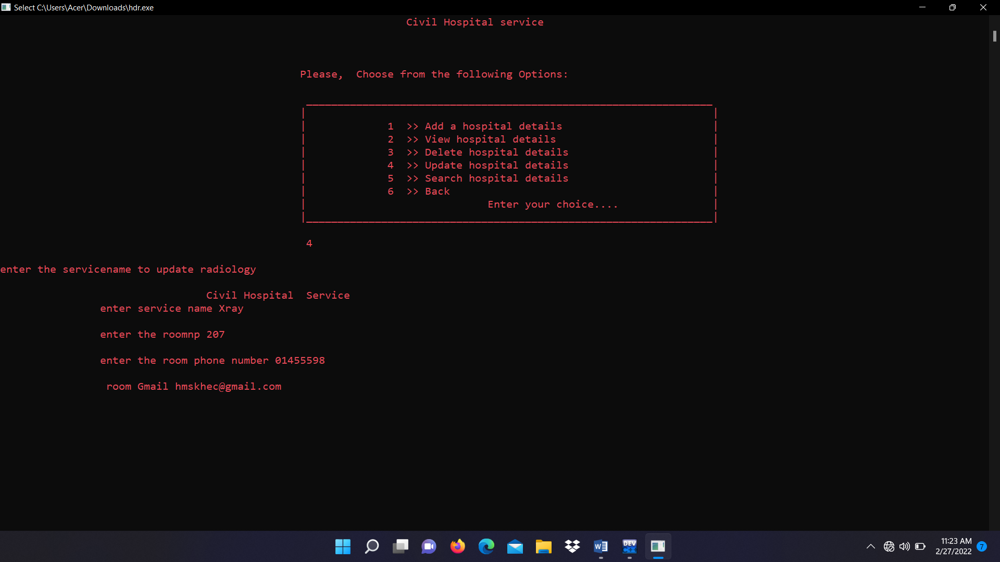 Select C:\Users\Acer\Downloads\hdr.exe
Civil Hospital service
Please,  Choose from the following Options:
1  >> Add a hospital details
2  >> View hospital details
3  >> Delete hospital details
4  >> Update hospital details
5  >> Search hospital details
6  >> Back
Enter your choice....
4
enter the servicename to update radiology
Civil Hospital  Service
enter service name Xray
enter the roomnp 207
enter the room phone number 01455598
room Gmail hmskhec@gmail.com
W
DEV C++
11:23 AM
2/27/2022
7